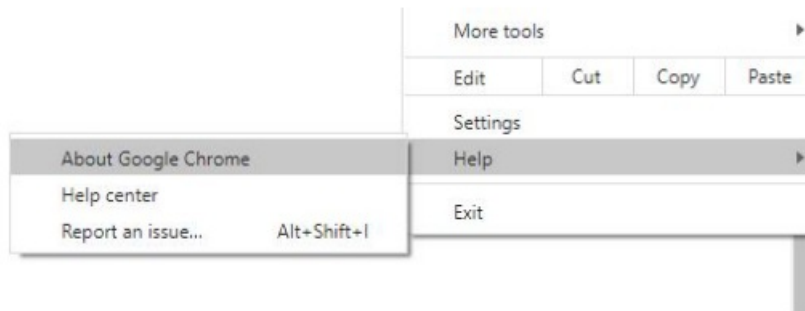 More tools
Edit Cut Copy Paste
Settings
Help
About Google Chrome
Help center
Report an issue... Alt+Shift+I
Exit